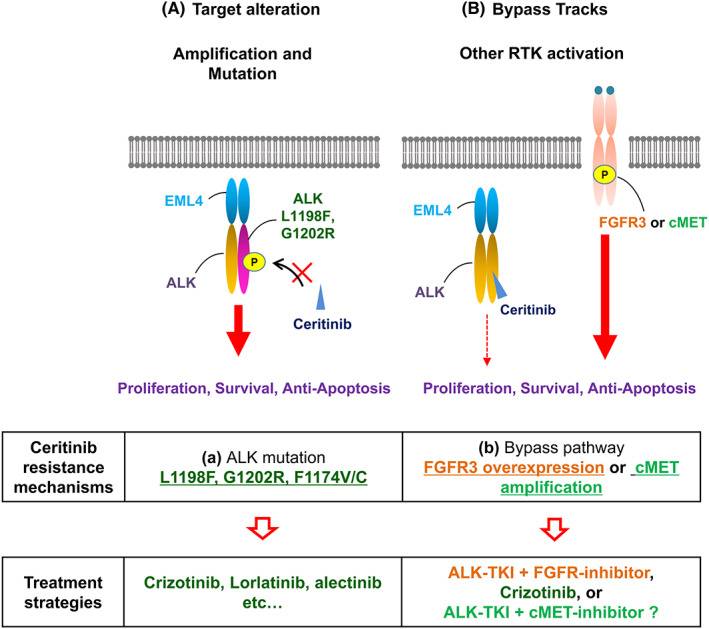 (A) Target alteration
Amplification and
Mutation
EML4
ALK
L1198F,
G1202R
P
ALK
Ceritinib
Proliferation, Survival, Anti-Apoptosis
(B) Bypass Tracks
Other RTK activation
P
EML4
FGFR3 or cMET
ALK
Ceritinib
Proliferation, Survival, Anti-Apoptosis
Ceritinib
resistance
mechanisms
(a) ALK mutation
L1198F, G1202R, F1174V/C
(b) Bypass pathway
FGFR3 overexpression or cMET
amplification
Treatment
strategies
Crizotinib, Lorlatinib, alectinib
etc…
ALK-TKI + FGFR-inhibitor,
Crizotinib, or
ALK-TKI + cMET-inhibitor ?